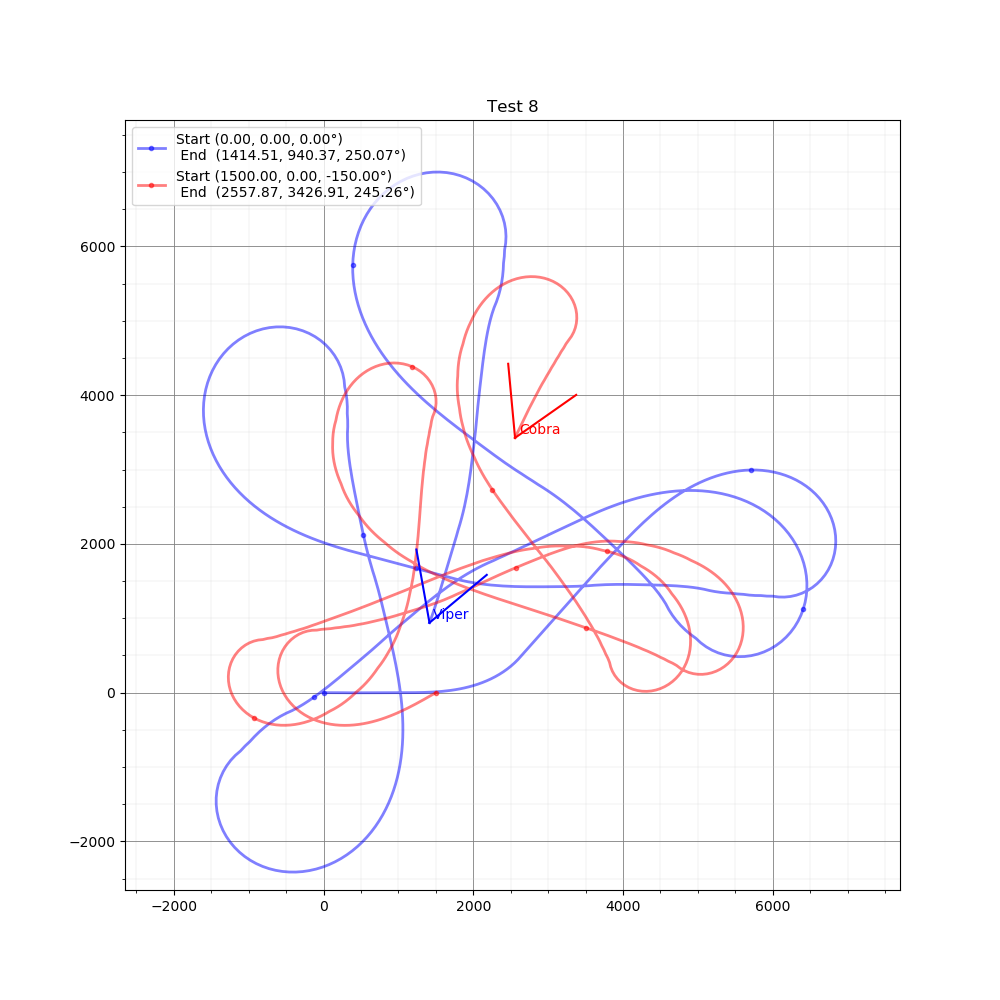 Test 8
Start (0.00, 0.00, 0.00°)
End  (1414.51, 940.37, 250.07°)
Start (1500.00, 0.00, -150.00°)
End  (2557.87, 3426.91, 245.26°)
6000
4000
Cobra
2000
Viper
0
−2000
−2000
0
2000
4000
6000